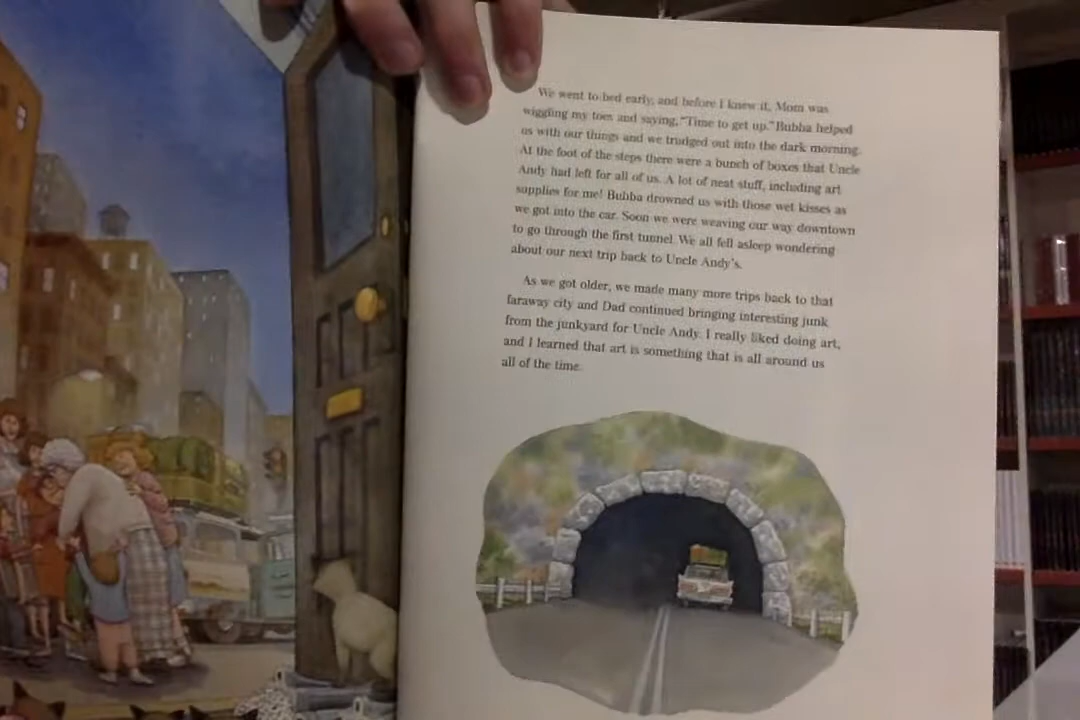 We went to bed early, and before I knew it, Mom was
wiggling my toes and saying, "Time to get up." Bubba helped
us with our things and we trudged out into the dark morning.
At the foot of the steps there were a bunch of boxes that Uncle
Andy had left for all of us. A lot of neat stuff, including art
supplies for me! Bubba drowned us with those wet kisses as
we got into the car. Soon we were weaving our way downtown
to go through the first tunnel. We all fell asleep wondering
about our next trip back to Uncle Andy's.
As we got older, we made many more trips back to that
faraway city and Dad continued bringing interesting junk
from the junkyard for Uncle Andy. I really liked doing art,
and I learned that art is something that is all around us
all of the time.